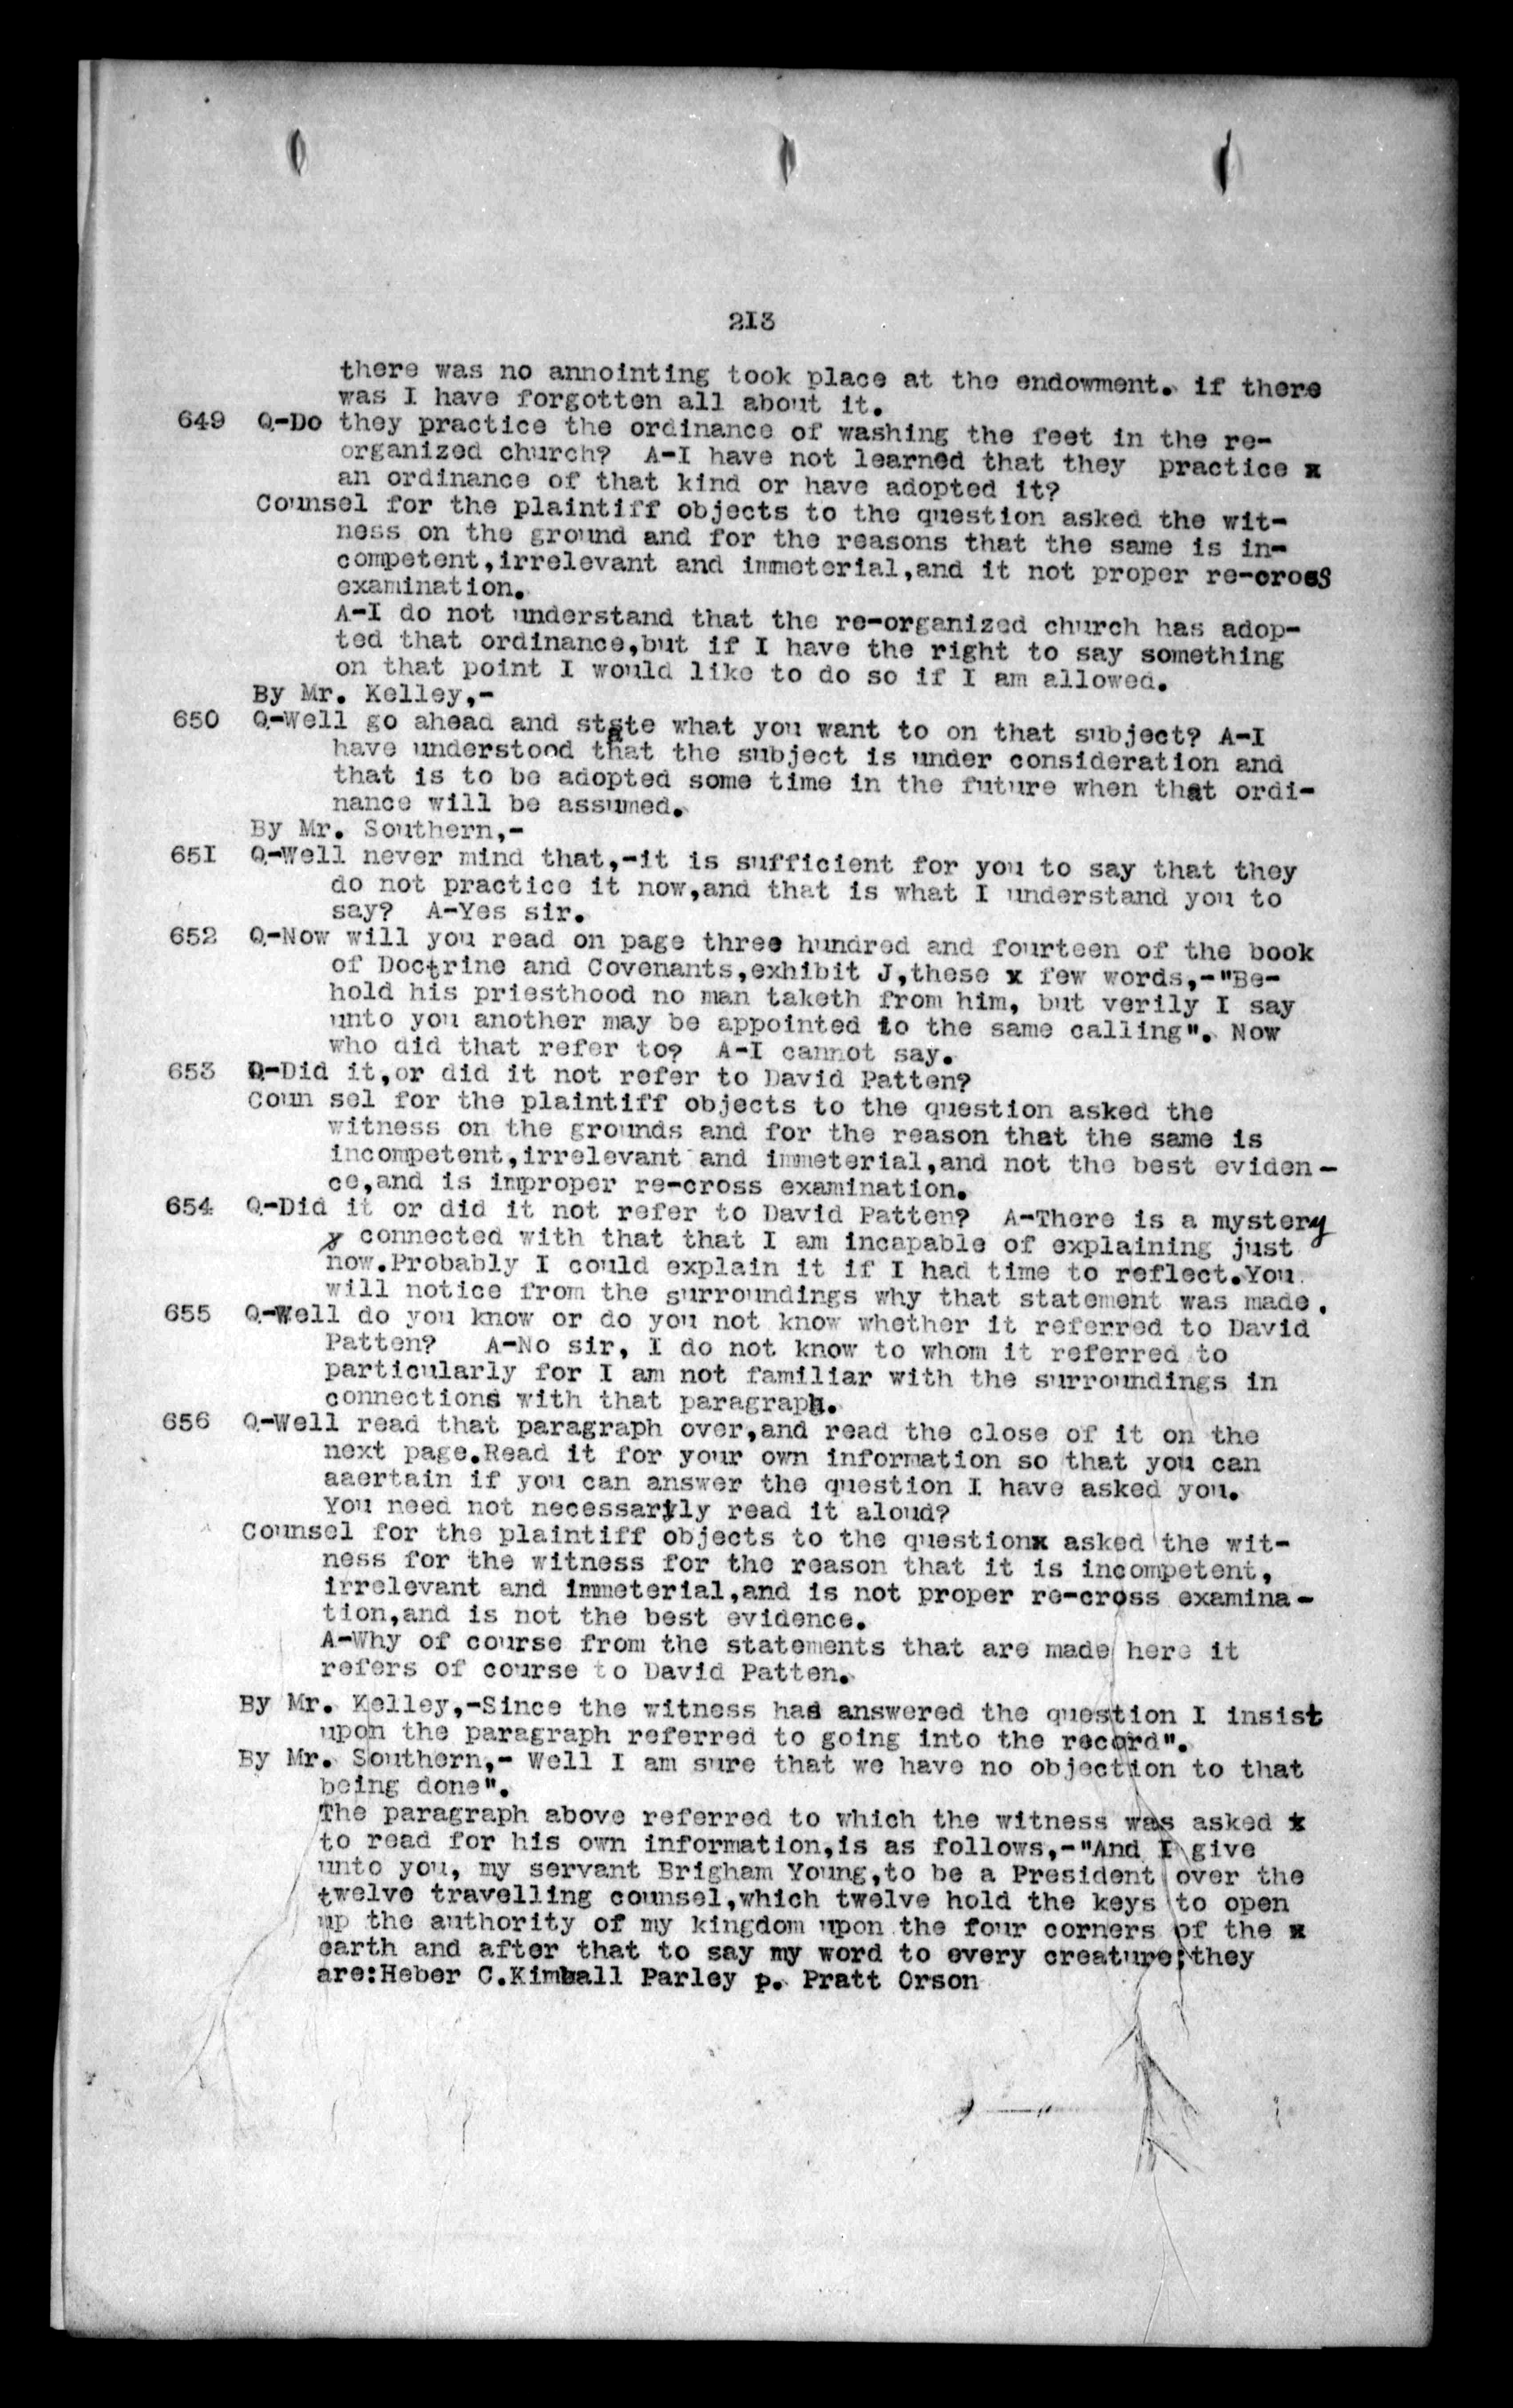 213
there was no annointing took place at the endowment. if there
was I have forgotten all about it.
649 Q-Do they practice the ordinance of washing the feet in the re-
organized church? A-I have not learned that they practice x
an ordinance of that kind or have adopted it?
Counsel for the plaintiff objects to the question asked the wit-
ness on the ground and for the reasons that the same is in-
competent,irrelevant and immeterial,and it not proper re-cross
examination.
A-I do not understand that the re-organized church has adop-
ted that ordinance,but if I have the right to say something
on that point I would like to do so if I am allowed.
By Mr. Kelley,-
650 Q-Well go ahead and state what you want to on that subject? A-I
have understood that the subject is under consideration and
that is to be adopted some time in the future when that ordi-
nance will be assumed.
By Mr. Southern,-
651 Q-Well never mind that,-it is sufficient for you to say that they
do not practice it now,and that is what I understand you to
say? A-Yes sir.
652 Q-Now will you read on page three hundred and fourteen of the book
of Doctrine and Covenants,exhibit J,these x few words,-"Be-
hold his priesthood no man taketh from him, but verily I say
unto you another may be appointed to the same calling". Now
who did that refer to? A-I cannot say.
653 Q-Did it,or did it not refer to David Patten?
Coun sel for the plaintiff objects to the question asked the
witness on the grounds and for the reason that the same is
incompetent,irrelevant and immeterial,and not the best eviden-
ce,and is improper re-cross examination.
654 Q-Did it or did it not refer to David Patten? A-There is a mystery
y connected with that that I am incapable of explaining just
now.Probably I could explain it if I had time to reflect.You
will notice from the surroundings why that statement was made.
655 Q-Well do you know or do you not know whether it referred to David
Patten? A-No sir, I do not know to whom it referred to
particularly for I am not familiar with the surroundings in
connections with that paragraph.
656 Q-Well read that paragraph over,and read the close of it on the
next page.Read it for your own information so that you can
aaertain if you can answer the question I have asked you.
You need not necessaryly read it aloud?
Counsel for the plaintiff objects to the questionx asked the wit-
ness for the witness for the reason that it is incompetent,
irrelevant and immeterial,and is not proper re-cross examina-
tion,and is not the best evidence.
A-Why of course from the statements that are made here it
refers of course to David Patten.
By Mr. Kelley,-Since the witness has answered the question I insist
upon the paragraph referred to going into the record".
By Mr. Southern,- Well I am sure that we have no objection to that
being done".
The paragraph above referred to which the witness was asked x
to read for his own information,is as follows,-"And I give
unto you, my servant Brigham Young,to be a President over the
twelve travelling counsel,which twelve hold the keys to open
up the authority of my kingdom upon the four corners of the x
earth and after that to say my word to every creature;they
are:Heber C.Kimball Parley p. Pratt Orson